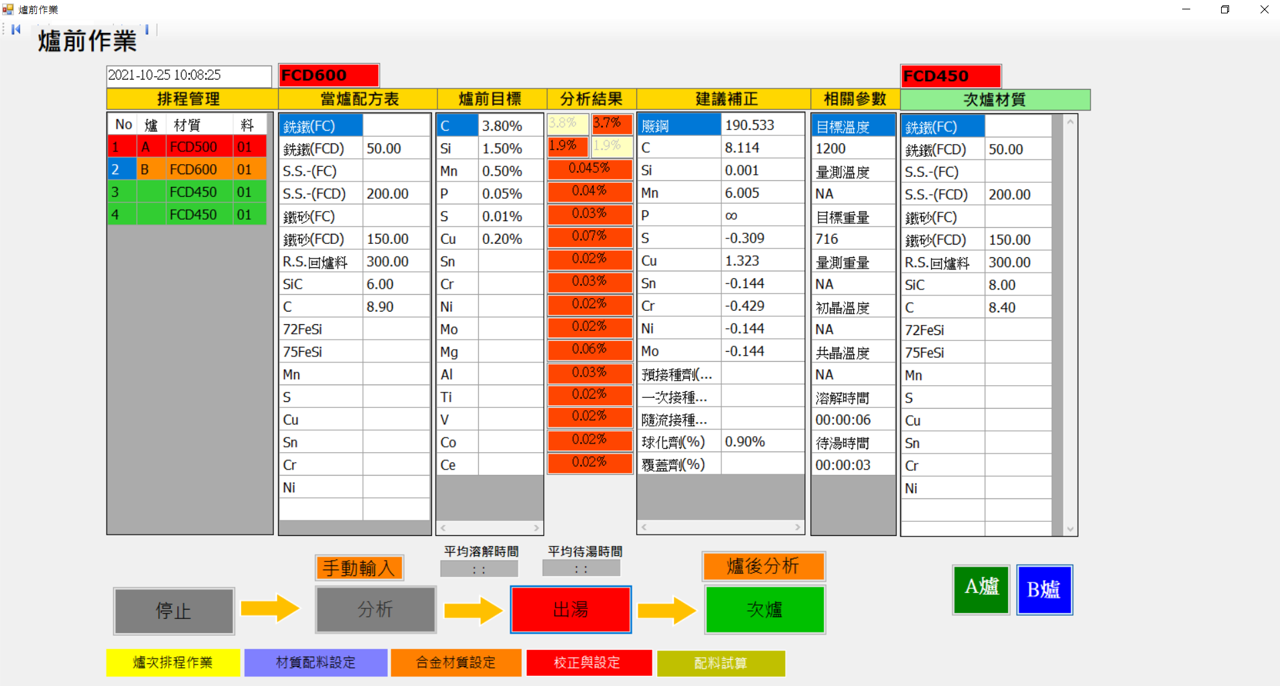 爐前作業
爐前作業
2021-10-25 10:08:25
FCD600
FCD450
排程管理 當爐配方表 爐前目標 分析結果 建議補正 相關參數 次爐材質
No 爐 材質 料
1 A FCD500 01
2 B FCD600 01
3 FCD450 01
4 FCD450 01
銑鐵(FC)
銑鐵(FCD) 50.00
S.S.-(FC)
S.S.-(FCD) 200.00
鐵砂(FC)
鐵砂(FCD) 150.00
R.S.回爐料 300.00
SiC 6.00
C 8.90
72FeSi
75FeSi
Mn
S
Cu
Sn
Cr
Ni
C 3.80%
Si 1.50%
Mn 0.50%
P 0.05%
S 0.01%
Cu 0.20%
Sn
Cr
Ni
Mo
Mg
Al
Ti
V
Co
Ce
3.8% 3.7%
1.9% 1.9%
0.045%
0.04%
0.03%
0.07%
0.02%
0.03%
0.02%
0.02%
0.06%
0.03%
0.02%
0.02%
0.02%
0.02%
廢鋼 190.533
C 8.114
Si 0.001
Mn 6.005
P ∞
S -0.309
Cu 1.323
Sn -0.144
Cr -0.429
Ni -0.144
Mo -0.144
預接種劑(...
一次接種...
隨流接種...
球化劑(%) 0.90%
覆蓋劑(%)
目標溫度
1200
量測溫度
NA
目標重量
716
量測重量
NA
初晶溫度
NA
共晶溫度
NA
溶解時間
00:00:06
待湯時間
00:00:03
銑鐵(FC)
銑鐵(FCD) 50.00
S.S.-(FC)
S.S.-(FCD) 200.00
鐵砂(FC)
鐵砂(FCD) 150.00
R.S.回爐料 300.00
SiC 8.00
C 8.40
72FeSi
75FeSi
Mn
S
Cu
Sn
Cr
Ni
手動輸入
平均溶解時間
: :
平均待湯時間
: :
爐後分析
停止 分析 出湯 次爐
A爐 B爐
爐次排程作業 材質配料設定 合金材質設定 校正與設定 配料試算